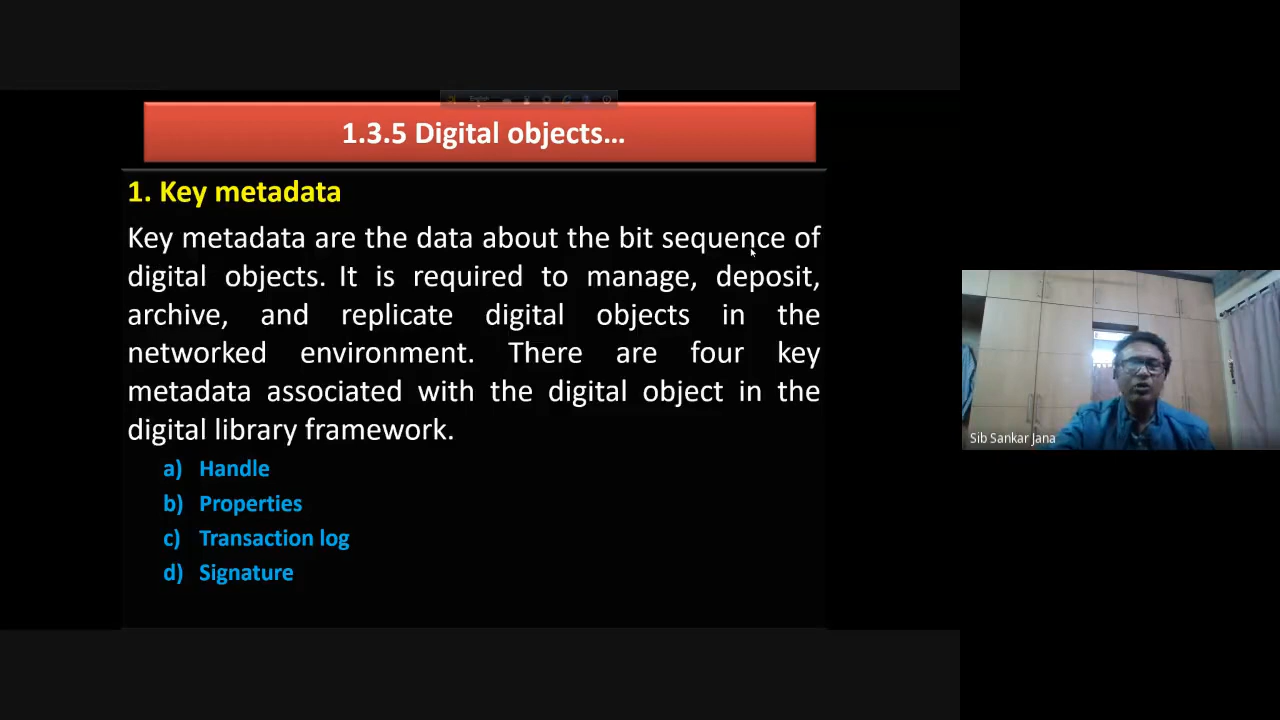 1.3.5 Digital objects...
1. Key metadata
Key metadata are the data about the bit sequence of
digital objects. It is required to manage, deposit,
archive, and replicate digital objects in the
networked environment. There are four key
metadata associated with the digital object in the
digital library framework.
a) Handle
b) Properties
c) Transaction log
d) Signature
Sib Sankar Jana